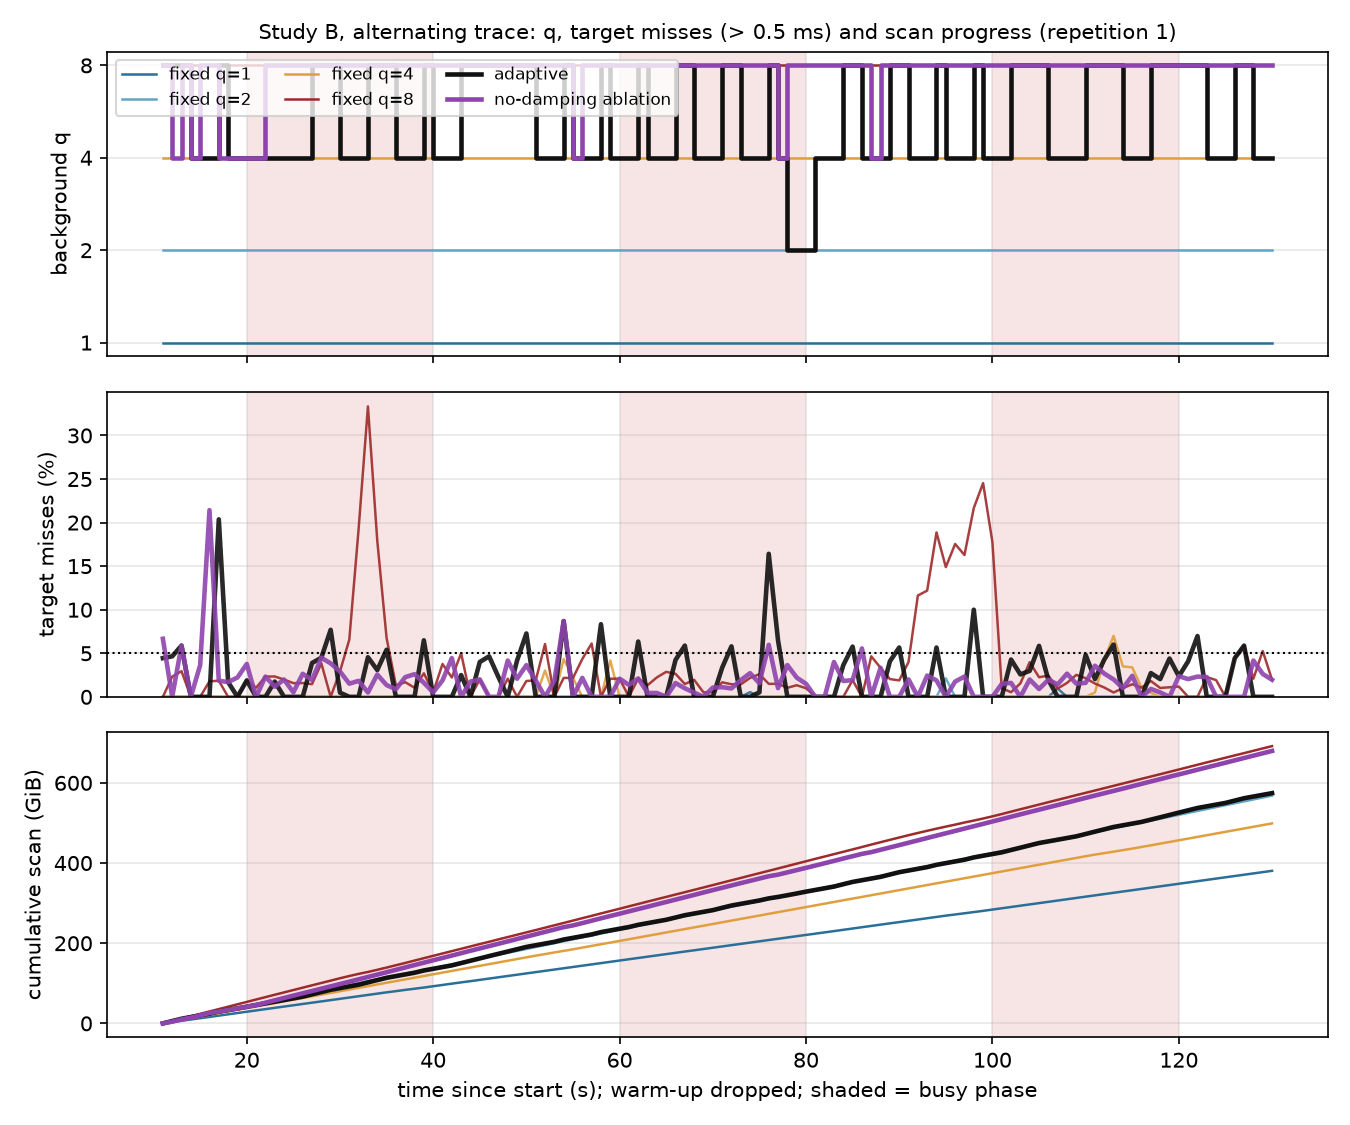 Study B, alternating trace: q, target misses (> 0.5 ms) and scan progress (repetition 1)
fixed q=1
fixed q=2
fixed q=4
fixed q=8
adaptive
no-damping ablation
background q
8
4
2
1
target misses (%)
30
25
20
15
10
5
0
cumulative scan (GiB)
600
400
200
0
20 40 60 80 100 120
time since start (s); warm-up dropped; shaded = busy phase